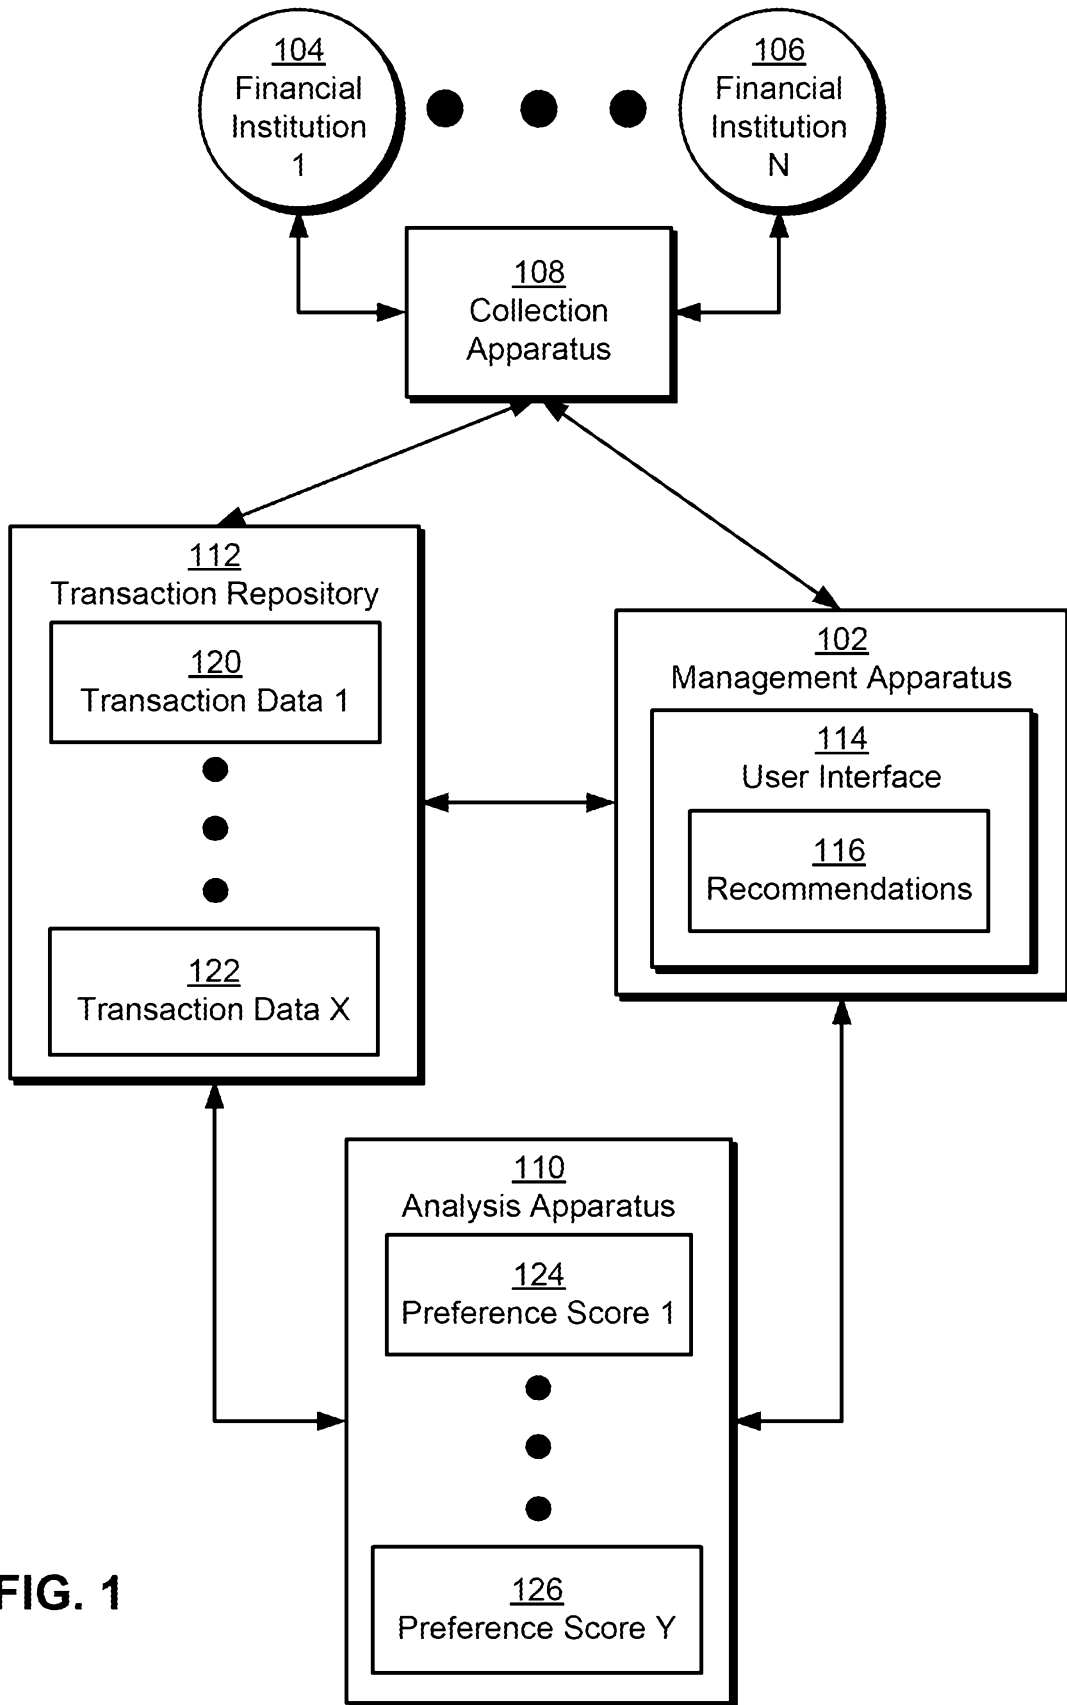 104
Financial
Institution
1
106
Financial
Institution
N
108
Collection
Apparatus
112
Transaction Repository
120
Transaction Data 1
122
Transaction Data X
102
Management Apparatus
114
User Interface
116
Recommendations
110
Analysis Apparatus
124
Preference Score 1
126
Preference Score Y
FIG. 1